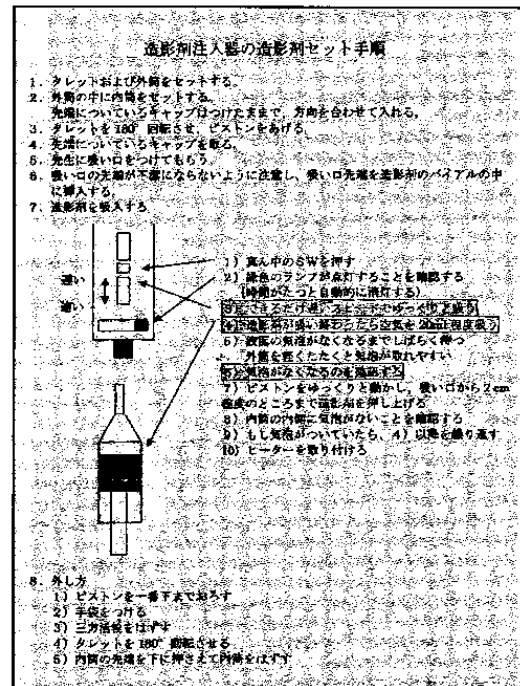 造影剤注入器の造影剤セット手順
1. タレットおよび外筒をセットする。
2. 外筒の中に内筒をセットする。
先端についているキャップはつけたままで、方向を合わせて入れる。
3. タレットを180° 回転させ、ピストンをあげる。
4. 先端についているキャップを取る。
5. 先生に吸い口をつけてもらう。
6. 吸い口の先端が不潔にならないように注意し、吸い口先端を造影剤のバイアルの中
に挿入する。
7. 造影剤を吸入する
1) 真ん中のSWを押す
2) 緑色のランプが点灯することを確認する
(時間がたつと自動的に消灯する)
速い
遅い
3) できるだけ遅いスピードでゆっくりと吸う
4) 造影剤が吸い終わったら空気を20ml程度吸う
5) 液面の気泡がなくなるまでしばらく待つ
外筒を軽くたたくと気泡が取れやすい
6) 気泡がなくなるのを確認する
7) ピストンをゆっくりと動かし、吸い口から2cm
程度のところまで造影剤を押し上げる
8) 内筒の内側に気泡がないことを確認する
9) もし気泡がついていたら、4) 以降を繰り返す
10) ヒーターを取り付ける
8. 外し方
1) ピストンを一番下までおろす
2) 手袋をつける
3) 三方活栓をはずす
4) タレットを180° 回転させる
5) 内筒の先端を下に押さえて内筒をはずす